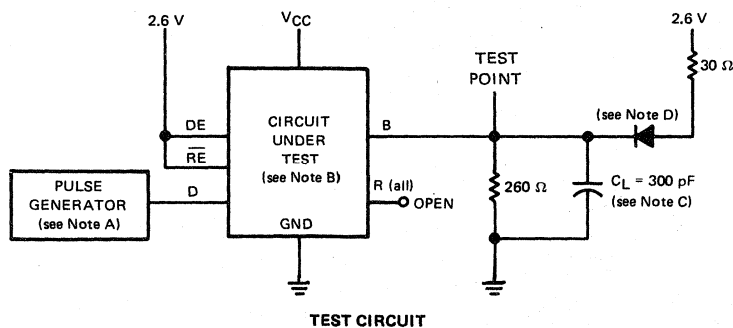 2.6 V
VCC
2.6 V
TEST
POINT
30 Ω
(see Note D)
DE
RE
D
CIRCUIT
UNDER
TEST
(see Note B)
GND
B
R (all)
OPEN
PULSE
GENERATOR
(see Note A)
260 Ω
CL = 300 pF
(see Note C)
TEST CIRCUIT